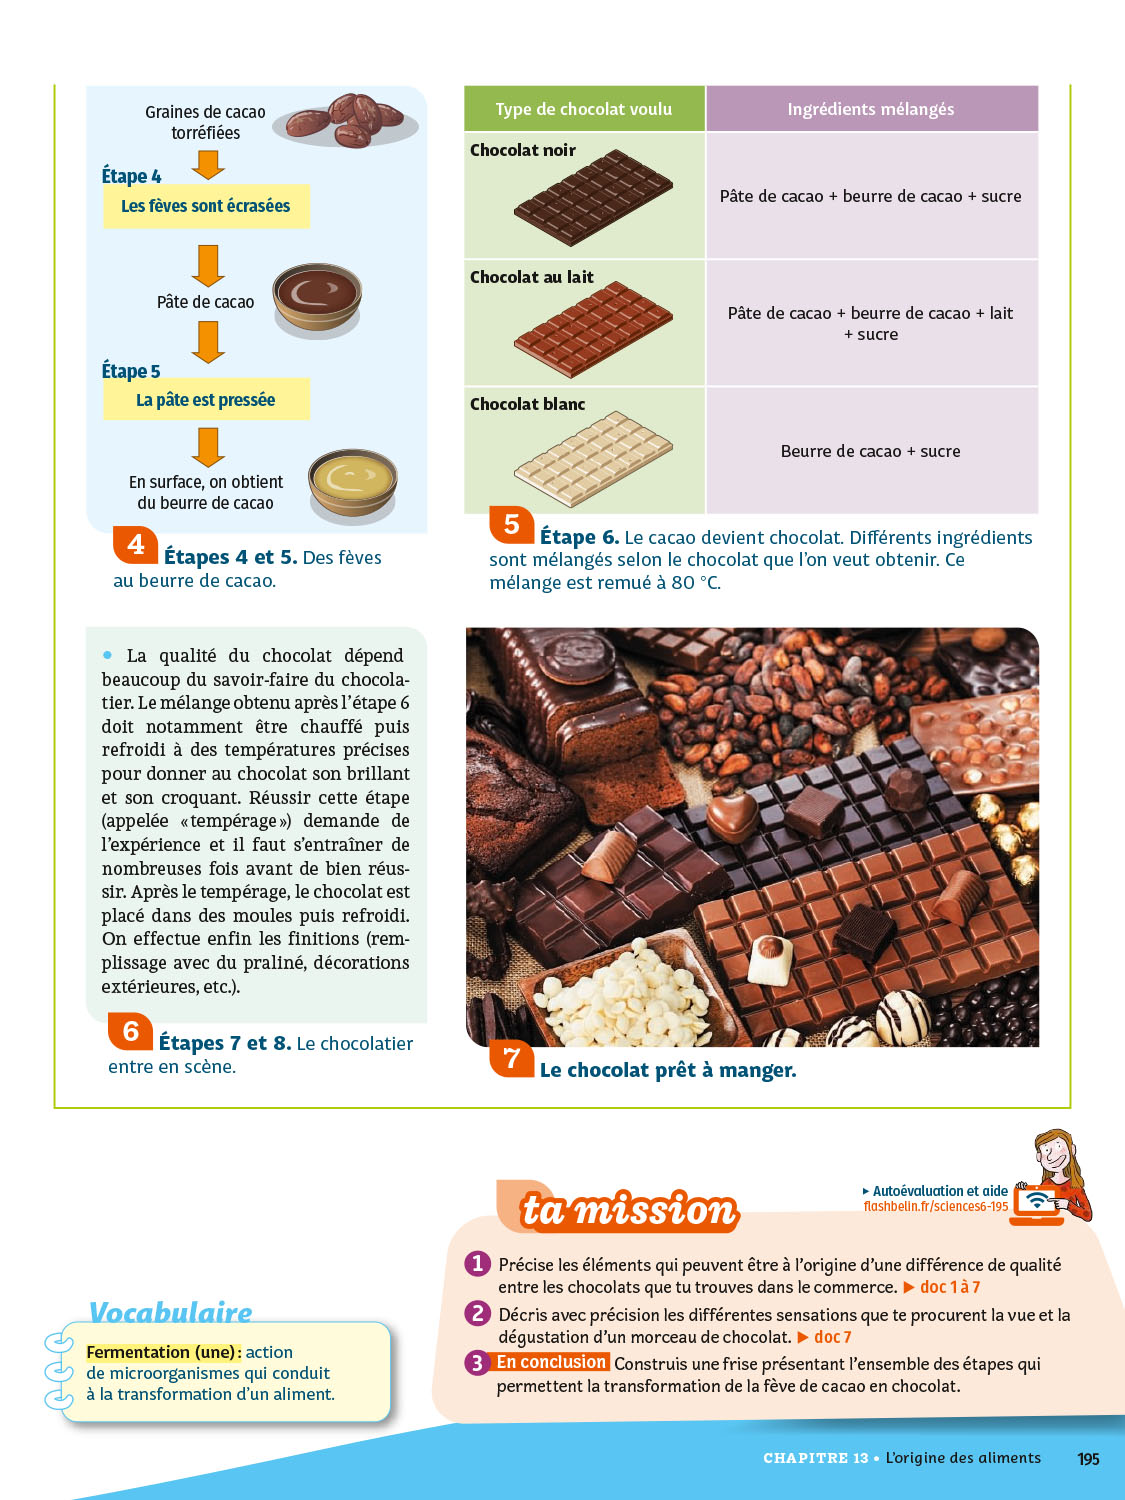 Graines de cacao
torréfiées
Étape 4
Les fèves sont écrasées
Pâte de cacao
Étape 5
La pâte est pressée
En surface, on obtient
du beurre de cacao
4 Étapes 4 et 5. Des fèves
au beurre de cacao.
Type de chocolat voulu
Ingrédients mélangés
Chocolat noir
Pâte de cacao + beurre de cacao + sucre
Chocolat au lait
Pâte de cacao + beurre de cacao + lait
+ sucre
Chocolat blanc
Beurre de cacao + sucre
5 Étape 6. Le cacao devient chocolat. Différents ingrédients
sont mélangés selon le chocolat que l’on veut obtenir. Ce
mélange est remué à 80 °C.
• La qualité du chocolat dépend
beaucoup du savoir-faire du chocola-
tier. Le mélange obtenu après l’étape 6
doit notamment être chauffé puis
refroidi à des températures précises
pour donner au chocolat son brillant
et son croquant. Réussir cette étape
(appelée «tempérage») demande de
l’expérience et il faut s’entraîner de
nombreuses fois avant de bien réus-
sir. Après le tempérage, le chocolat est
placé dans des moules puis refroidi.
On effectue enfin les finitions (rem-
plissage avec du praliné, décorations
extérieures, etc.).
6 Étapes 7 et 8. Le chocolatier
entre en scène.
7 Le chocolat prêt à manger.
ta mission
▶ Autoévaluation et aide
flashbelin.fr/sciences6-195
1 Précise les éléments qui peuvent être à l’origine d’une différence de qualité
entre les chocolats que tu trouves dans le commerce. ▶ doc 1 à 7
2 Décris avec précision les différentes sensations que te procurent la vue et la
dégustation d’un morceau de chocolat. ▶ doc 7
3 En conclusion Construis une frise présentant l’ensemble des étapes qui
permettent la transformation de la fève de cacao en chocolat.
Vocabulaire
Fermentation (une) : action
de microorganismes qui conduit
à la transformation d’un aliment.
CHAPITRE 13 • L’origine des aliments 195